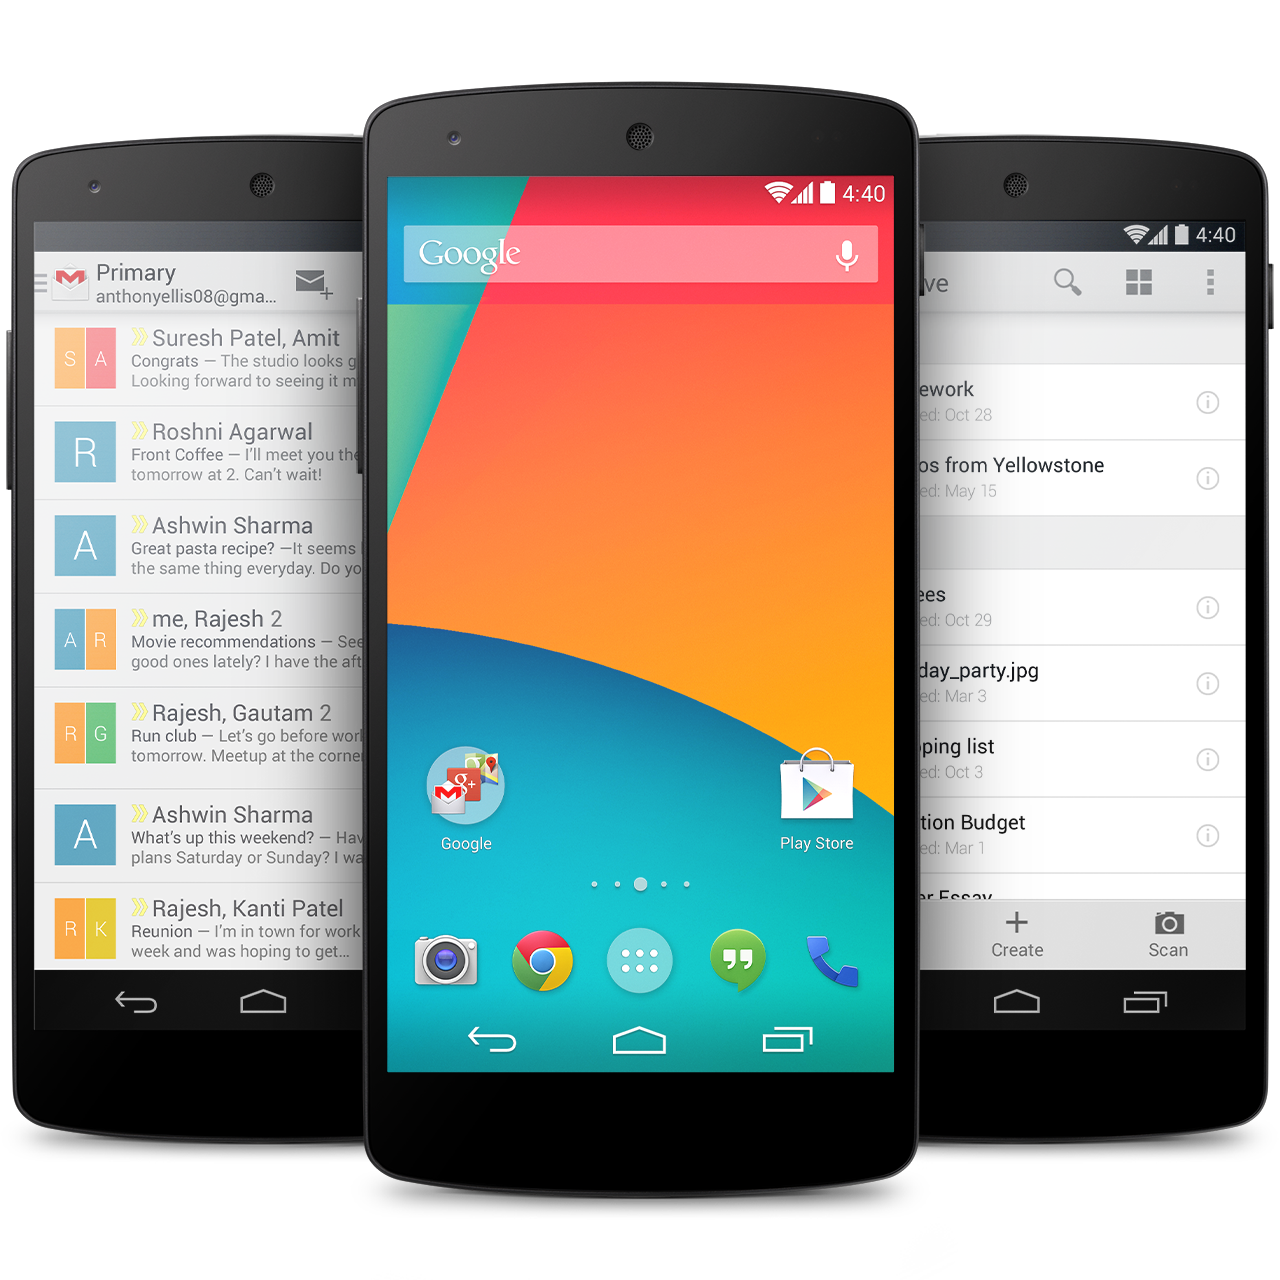 Primary
anthonyellis08@gma...
S A
Suresh Patel, Amit
Congrats – The studio looks g
Looking forward to seeing it m
R
Roshni Agarwal
Front Coffee – I'll meet you the
tomorrow at 2. Can't wait!
A
Ashwin Sharma
Great pasta recipe? –It seems
the same thing everyday. Do yo
A R
me, Rajesh 2
Movie recommendations – See
good ones lately? I have the aft
R G
Rajesh, Gautam 2
Run club – Let's go before work
tomorrow. Meetup at the corner
A
Ashwin Sharma
What's up this weekend? – Hav
plans Saturday or Sunday? I wa
R K
Rajesh, Kanti Patel
Reunion – I'm in town for work
week and was hoping to get...
4:40
Google
g+
Google
Play Store
4:40
ve
ework
ed: Oct 28
os from Yellowstone
ed: May 15
ees
ed: Oct 29
day_party.jpg
ed: Mar 3
ping list
ed: Oct 3
tion Budget
ed: Mar 1
er Essay
Create
Scan